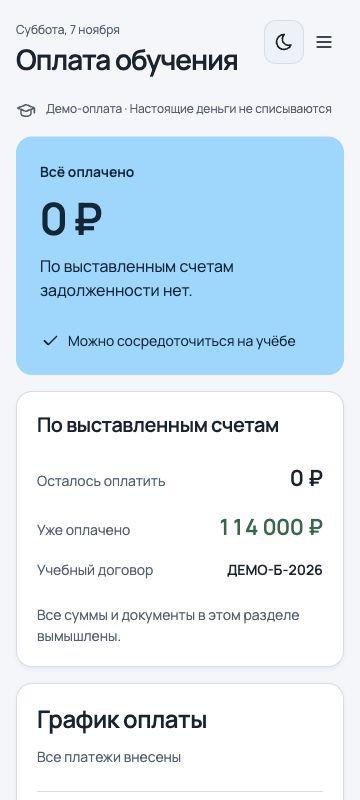 Суббота, 7 ноября
Оплата обучения
Демо-оплата · Настоящие деньги не списываются
Всё оплачено
0 ₽
По выставленным счетам
задолженности нет.
Можно сосредоточиться на учёбе
По выставленным счетам
Осталось оплатить 0 ₽
Уже оплачено 114 000 ₽
Учебный договор ДЕМО-Б-2026
Все суммы и документы в этом разделе
вымышлены.
График оплаты
Все платежи внесены